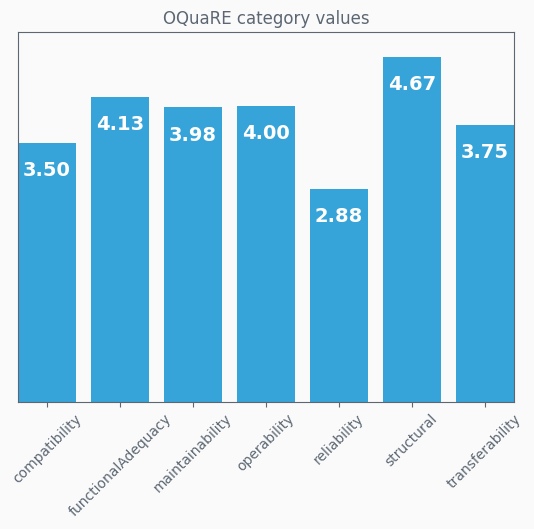 OQuaRE category values
3.50
4.13
3.98
4.00
2.88
4.67
3.75
compatibility
functionalAdequacy
maintainability
operability
reliability
structural
transferability